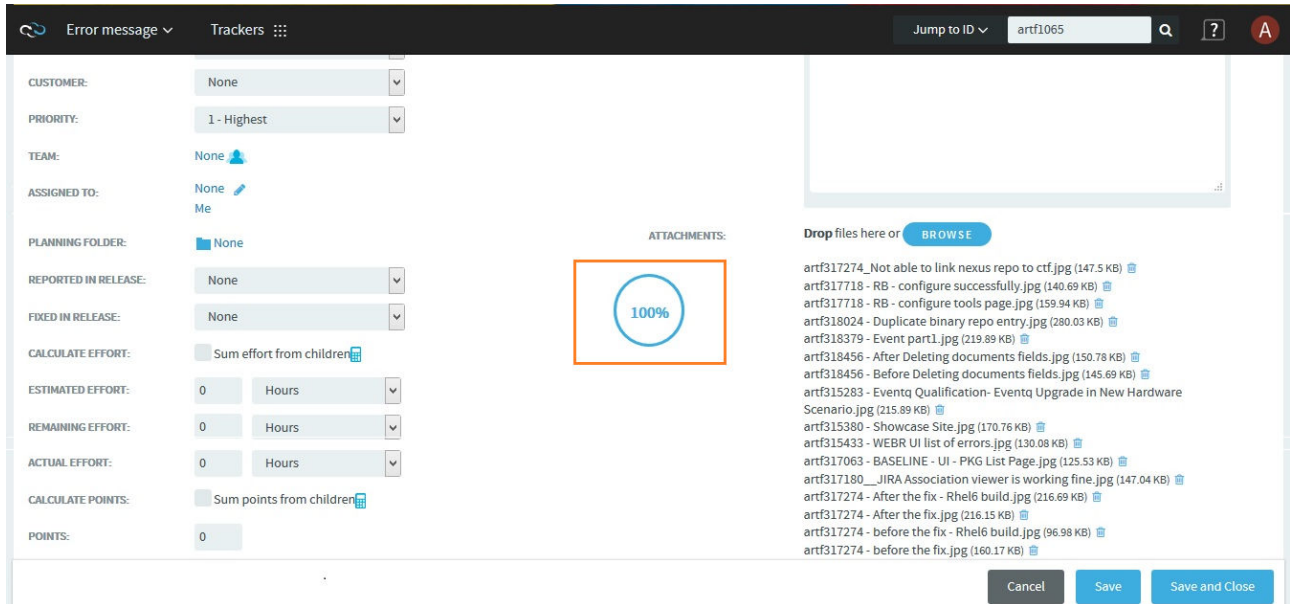 Error message Trackers Jump to ID artf1065 ? A
CUSTOMER: None
PRIORITY: 1 - Highest
TEAM: None
ASSIGNED TO: None
Me
PLANNING FOLDER: None
REPORTED IN RELEASE: None
FIXED IN RELEASE: None
CALCULATE EFFORT: Sum effort from children
ESTIMATED EFFORT: 0 Hours
REMAINING EFFORT: 0 Hours
ACTUAL EFFORT: 0 Hours
CALCULATE POINTS: Sum points from children
POINTS: 0
ATTACHMENTS:
100%
Drop files here or BROWSE
artf317274_Not able to link nexus repo to ctf.jpg (147.5 KB)
artf317718 - RB - configure successfully.jpg (140.69 KB)
artf317718 - RB - configure tools page.jpg (159.94 KB)
artf318024 - Duplicate binary repo entry.jpg (280.03 KB)
artf318379 - Event part1.jpg (219.89 KB)
artf318456 - After Deleting documents fields.jpg (150.78 KB)
artf318456 - Before Deleting documents fields.jpg (145.69 KB)
artf315283 - Eventq Qualification- Eventq Upgrade in New Hardware
Scenario.jpg (215.89 KB)
artf315380 - Showcase Site.jpg (170.76 KB)
artf315433 - WEBR UI list of errors.jpg (130.08 KB)
artf317063 - BASELINE - UI - PKG List Page.jpg (125.53 KB)
artf317180__JIRA Association viewer is working fine.jpg (147.04 KB)
artf317274 - After the fix - Rhel6 build.jpg (216.69 KB)
artf317274 - After the fix.jpg (216.15 KB)
artf317274 - before the fix - Rhel6 build.jpg (96.98 KB)
artf317274 - before the fix.jpg (160.17 KB)
Cancel Save Save and Close